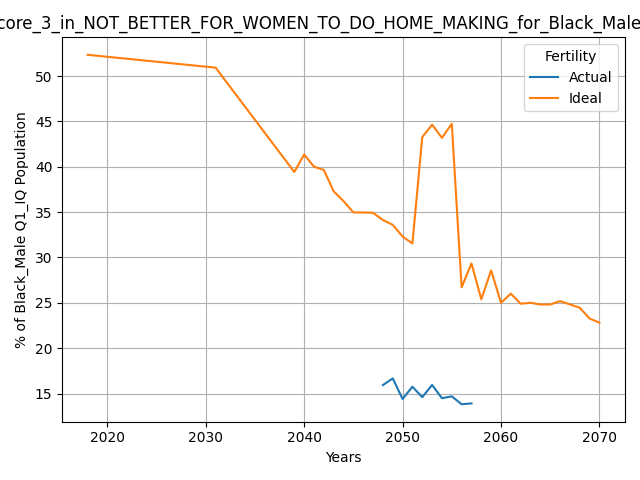 core_3_in_NOT_BETTER_FOR_WOMEN_TO_DO_HOME_MAKING_for_Black_Male
Fertility
Actual
Ideal
% of Black_Male Q1_IQ Population
50
45
40
35
30
25
20
15
2020 2030 2040 2050 2060 2070
Years